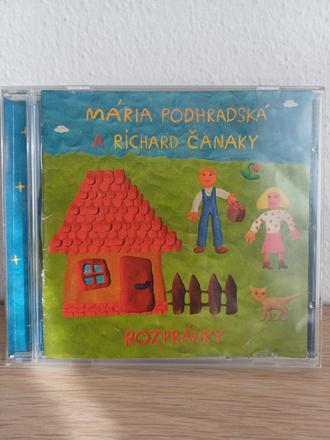 MÁRIA PODHRADSKÁ
A RICHARD ČANAKY
ROZPRÁVKY